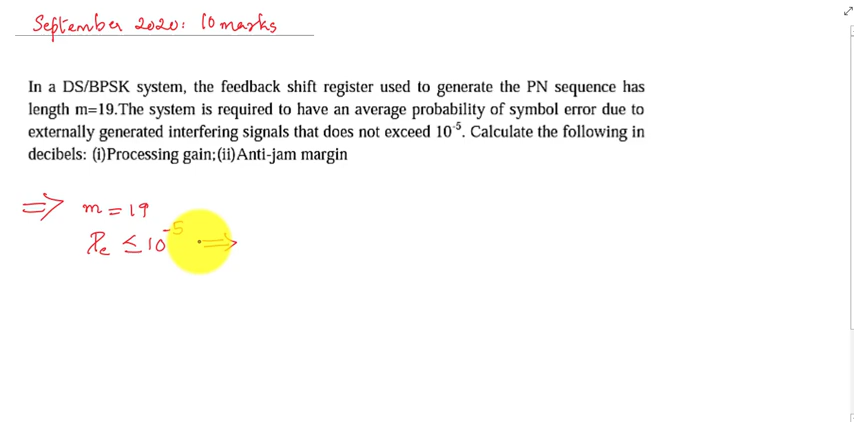 September 2020: 10 marks
In a DS/BPSK system, the feedback shift register used to generate the PN sequence has
length m=19.The system is required to have an average probability of symbol error due to
externally generated interfering signals that does not exceed 10⁻⁵. Calculate the following in
decibels: (i)Processing gain;(ii)Anti-jam margin
⇒ m = 19
Pe ≤ 10⁻⁵ ⇒